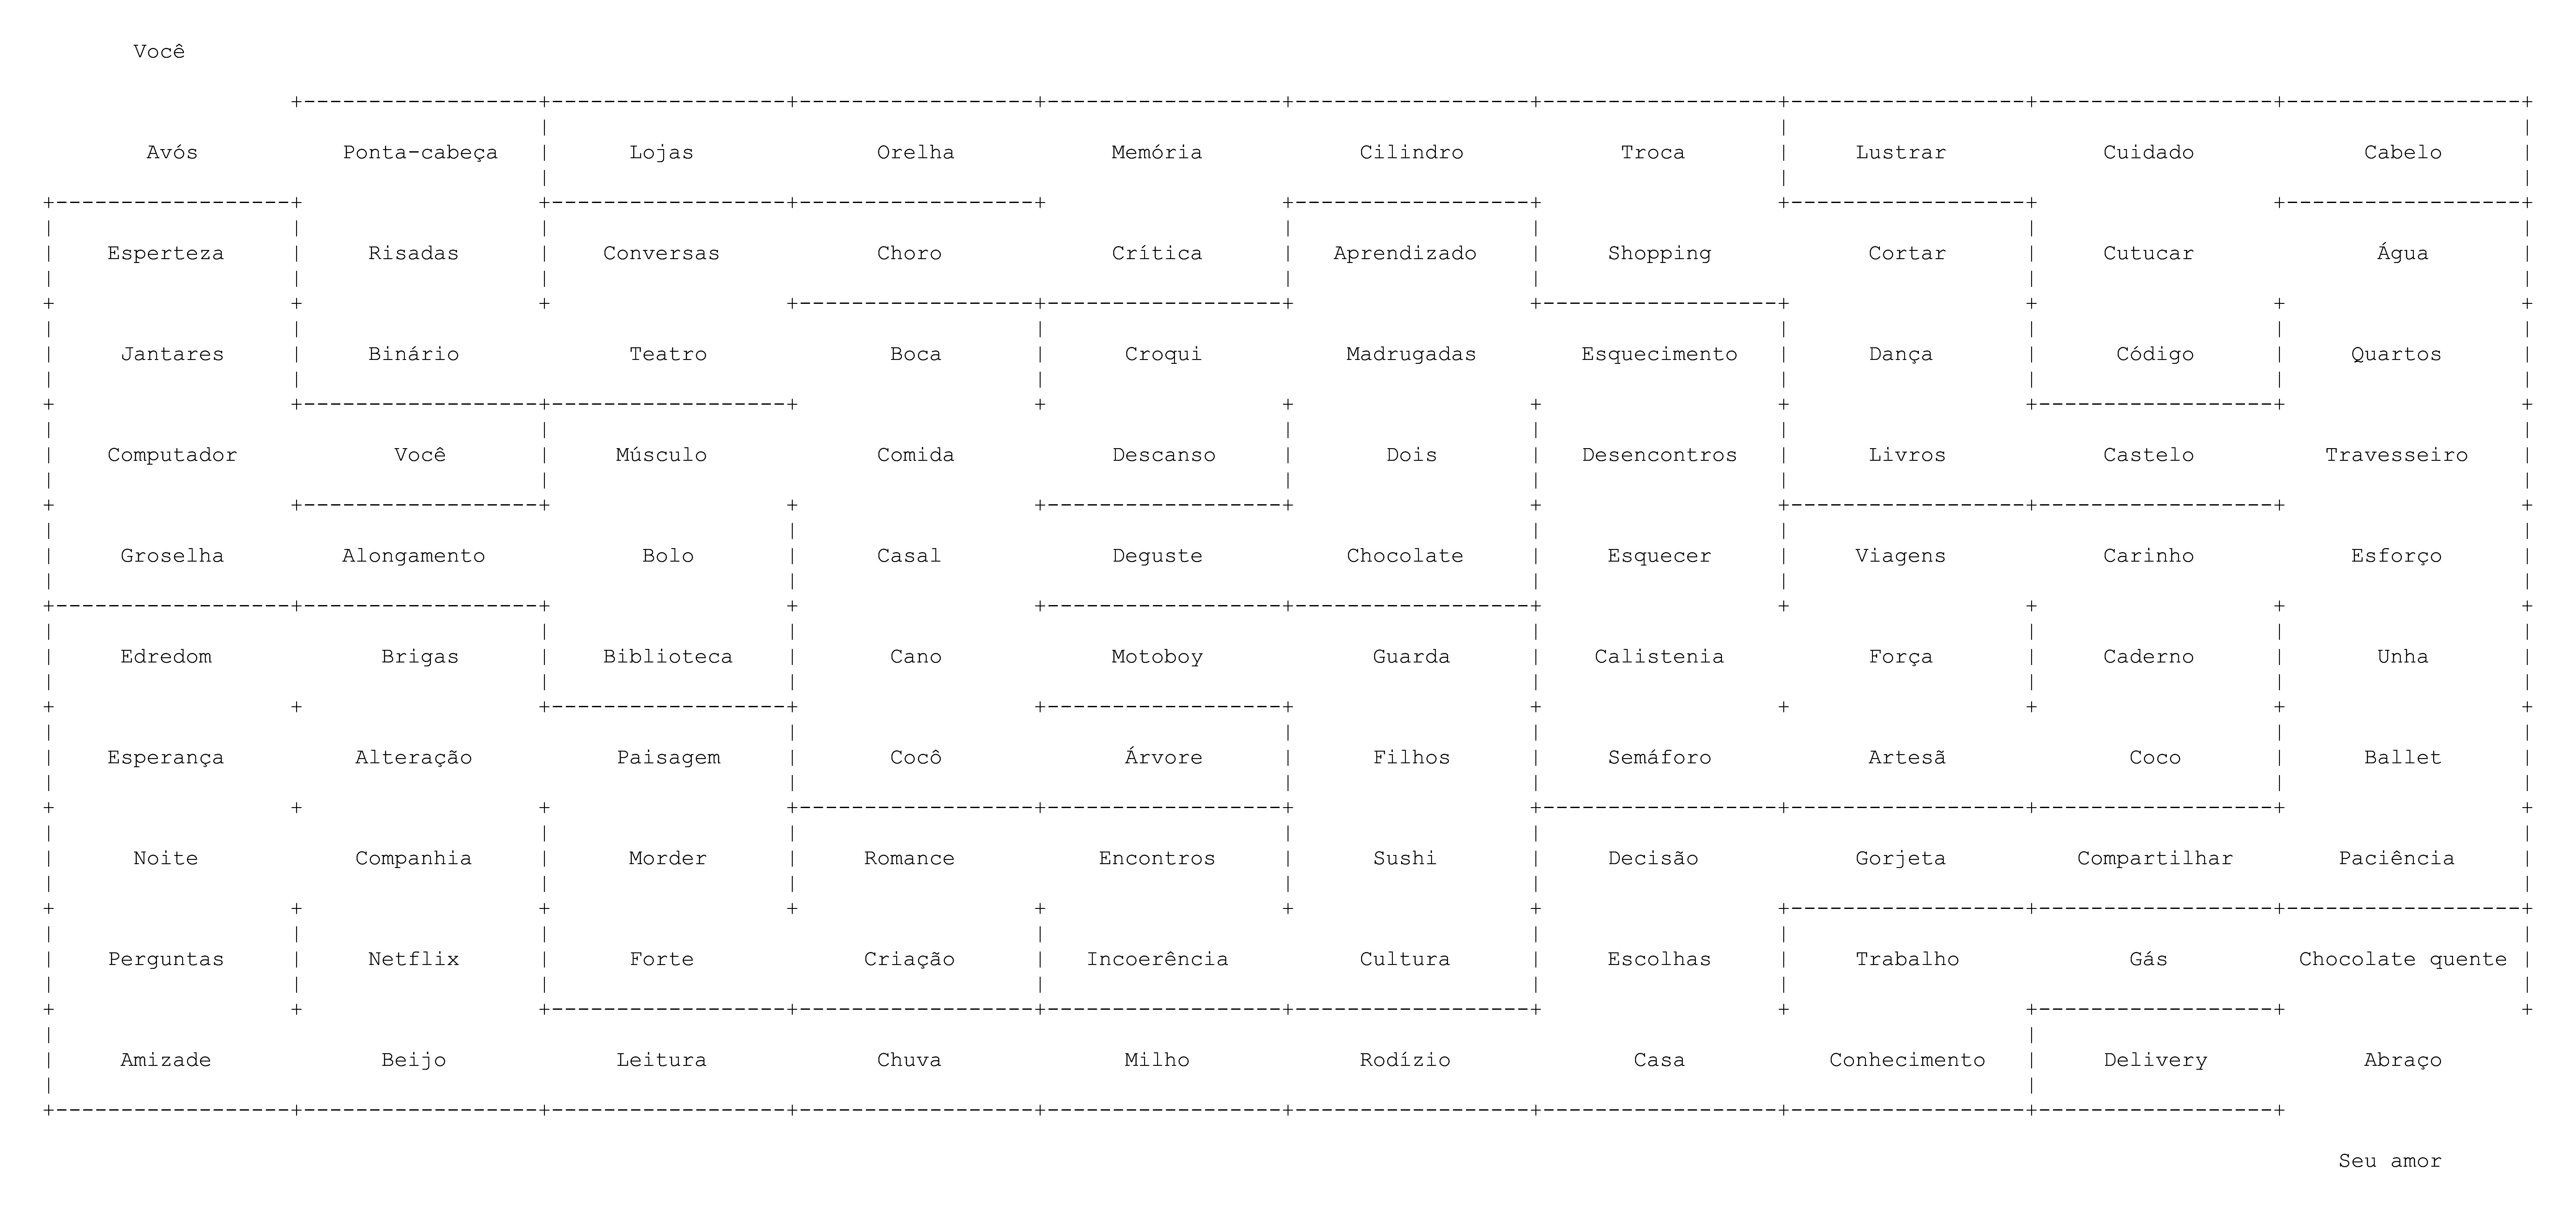 Você
Avós Ponta-cabeça Lojas Orelha Memória Cilindro Troca Lustrar Cuidado Cabelo
Esperteza Risadas Conversas Choro Crítica Aprendizado Shopping Cortar Cutucar Água
Jantares Binário Teatro Boca Croqui Madrugadas Esquecimento Dança Código Quartos
Computador Você Músculo Comida Descanso Dois Desencontros Livros Castelo Travesseiro
Groselha Alongamento Bolo Casal Deguste Chocolate Esquecer Viagens Carinho Esforço
Edredom Brigas Biblioteca Cano Motoboy Guarda Calistenia Força Caderno Unha
Esperança Alteração Paisagem Cocô Árvore Filhos Semáforo Artesã Coco Ballet
Noite Companhia Morder Romance Encontros Sushi Decisão Gorjeta Compartilhar Paciência
Perguntas Netflix Forte Criação Incoerência Cultura Escolhas Trabalho Gás Chocolate quente
Amizade Beijo Leitura Chuva Milho Rodízio Casa Conhecimento Delivery Abraço
Seu amor